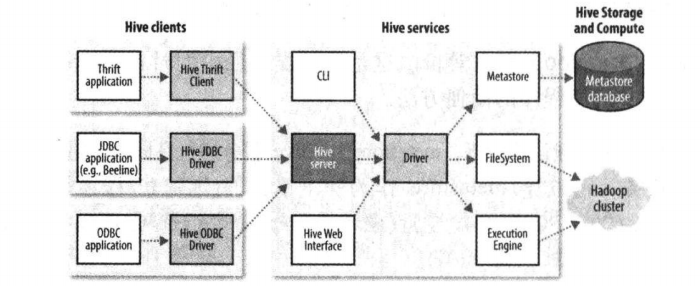 Hive clients
Hive services
Hive Storage
and Compute
Thrift
application
Hive Thrift
Client
CLI
Metastore
Metastore
database
JDBC
application
(e.g., Beeline)
Hive JDBC
Driver
Hive
server
Driver
FileSystem
Hadoop
cluster
ODBC
application
Hive ODBC
Driver
Hive Web
Interface
Execution
Engine